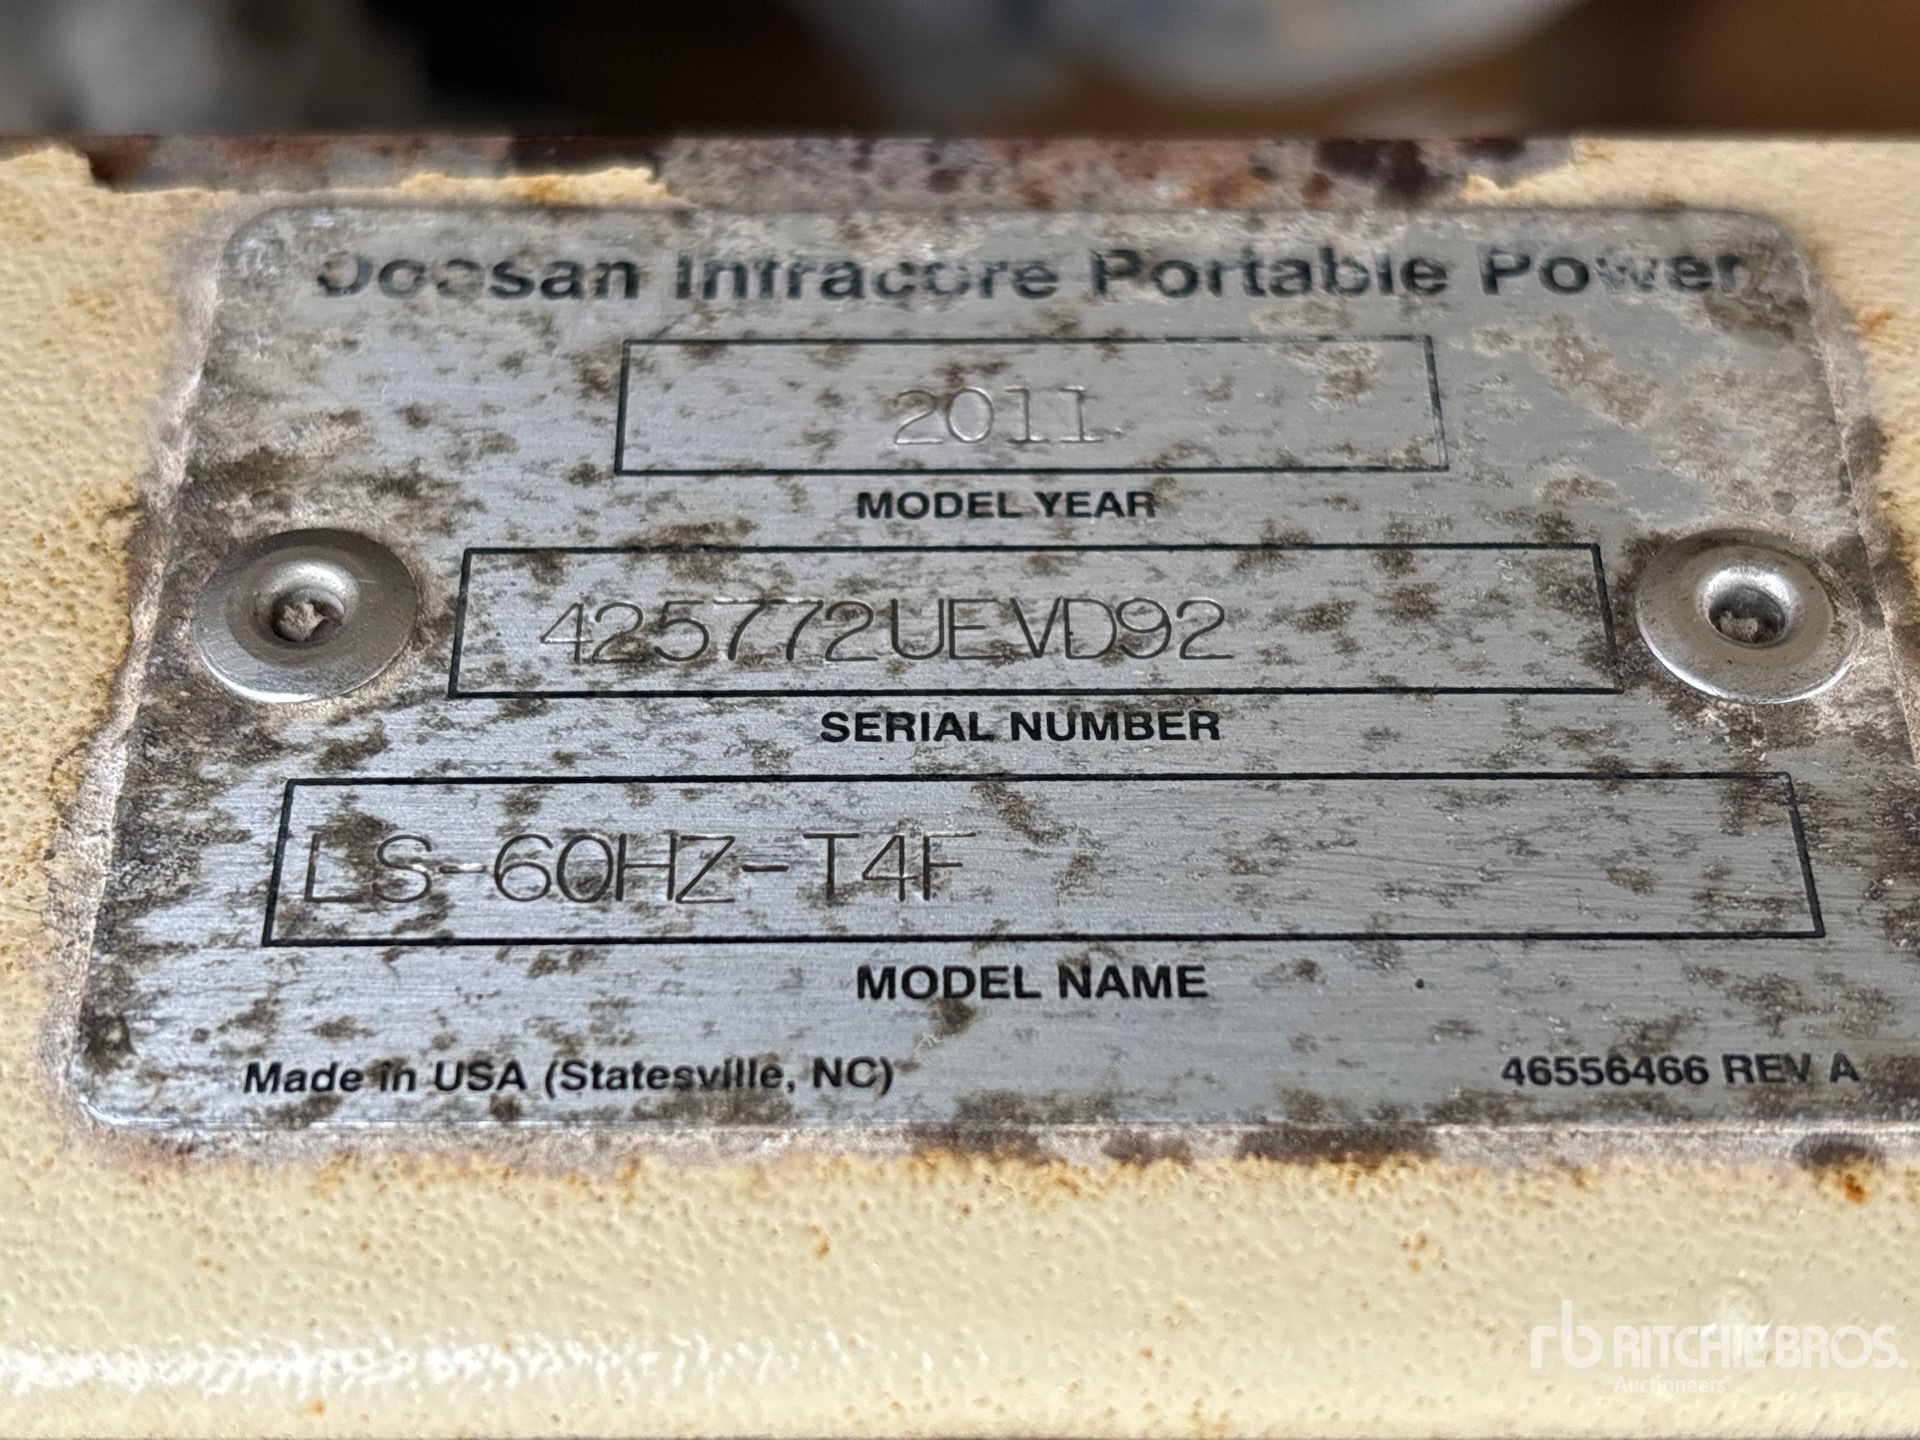 Doosan Infracore Portable Power
2011
MODEL YEAR
425772UEVD92
SERIAL NUMBER
LS-60HZ-T4F
MODEL NAME
Made in USA (Statesville, NC)
46556466 REV A
rb RITCHIE BROS.
Auctioneers